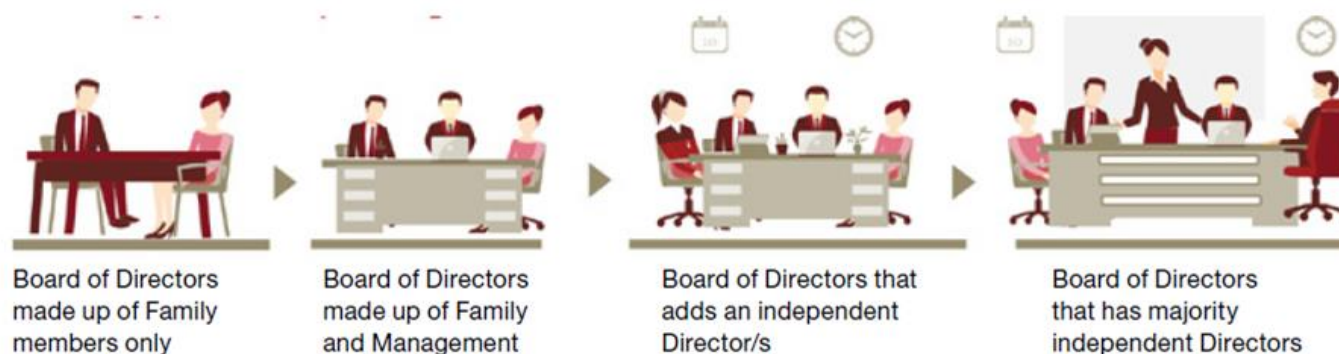 Board of Directors
made up of Family
members only
Board of Directors
made up of Family
and Management
Board of Directors that
adds an independent
Director/s
Board of Directors
that has majority
independent Directors